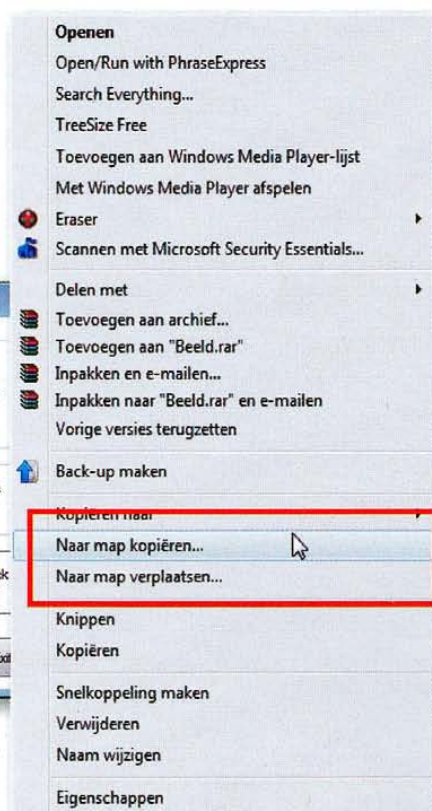 Openen
Open/Run with PhraseExpress
Search Everything...
TreeSize Free
Toevoegen aan Windows Media Player-lijst
Met Windows Media Player afspelen
Eraser
Scannen met Microsoft Security Essentials...
Delen met
Toevoegen aan archief...
Toevoegen aan "Beeld.rar"
Inpakken en e-mailen...
Inpakken naar "Beeld.rar" en e-mailen
Vorige versies terugzetten
Back-up maken
Kopiëren naar
Naar map kopiëren...
Naar map verplaatsen...
Knippen
Kopiëren
Snelkoppeling maken
Verwijderen
Naam wijzigen
Eigenschappen